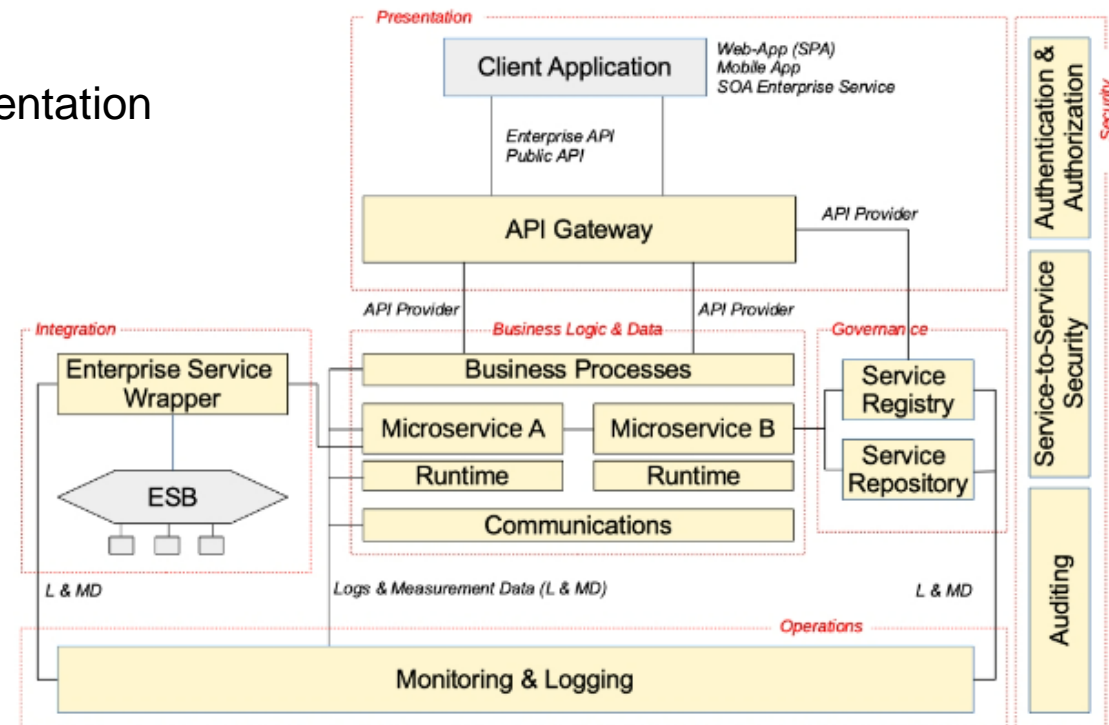 entation
Presentation
Client Application
Web-App (SPA)
Mobile App
SOA Enterprise Service
Enterprise API
Public API
API Gateway
API Provider
API Provider
API Provider
Integration
Enterprise Service
Wrapper
ESB
L & MD
Business Logic & Data
Business Processes
Microservice A
Microservice B
Runtime
Runtime
Communications
Logs & Measurement Data (L & MD)
Governance
Service
Registry
Service
Repository
L & MD
Operations
Monitoring & Logging
Security
Authentication &
Authorization
Service-to-Service
Security
Auditing